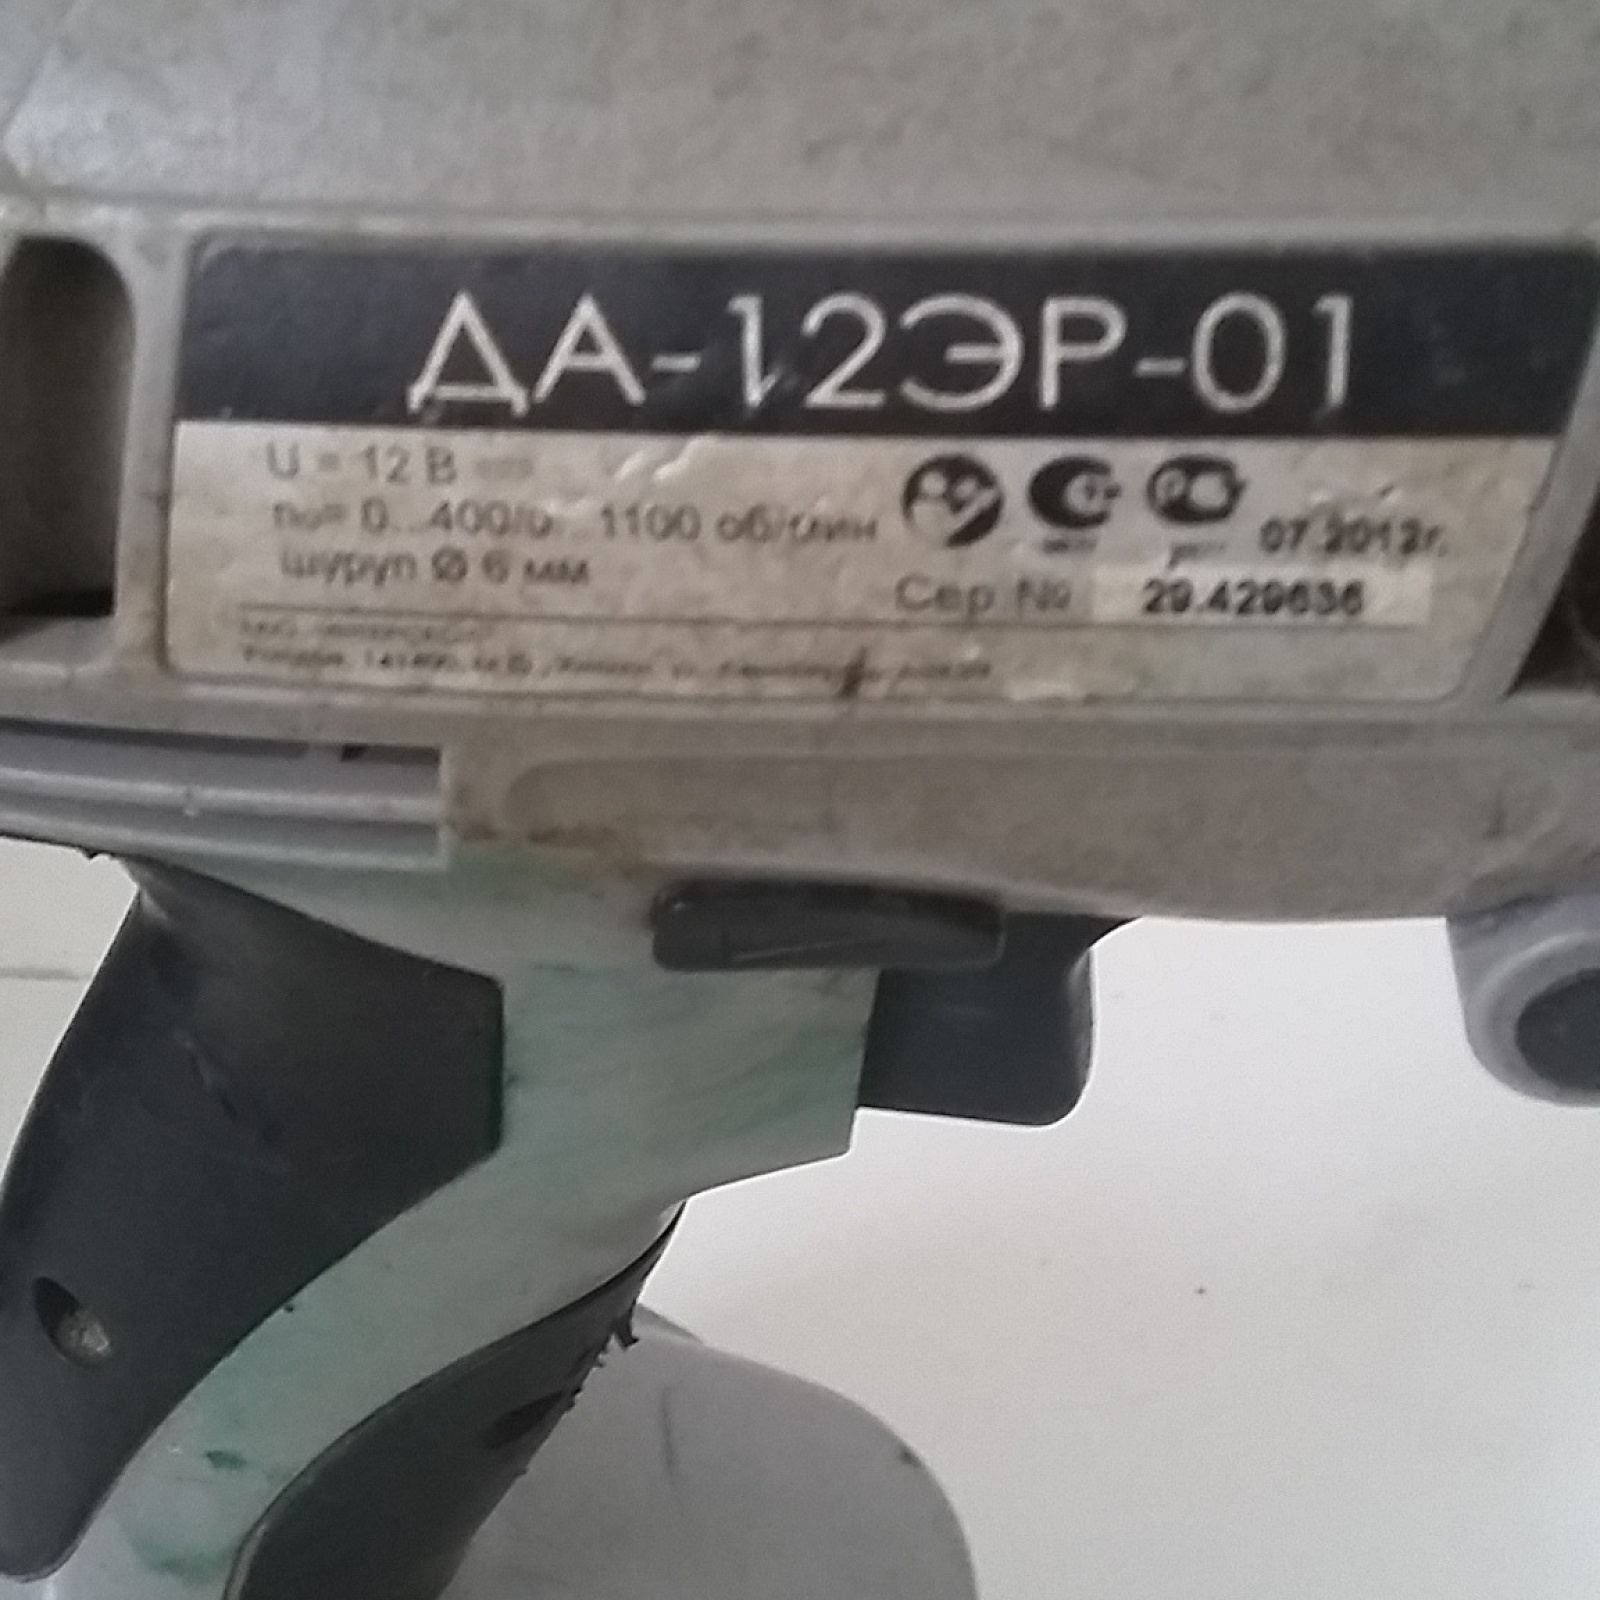 ДА-12ЭР-01
U = 12 В
n₀= 0...400/0...1100 об/мин
07.2012г.
шуруп Ø 6 мм
Сер. № 29.429636